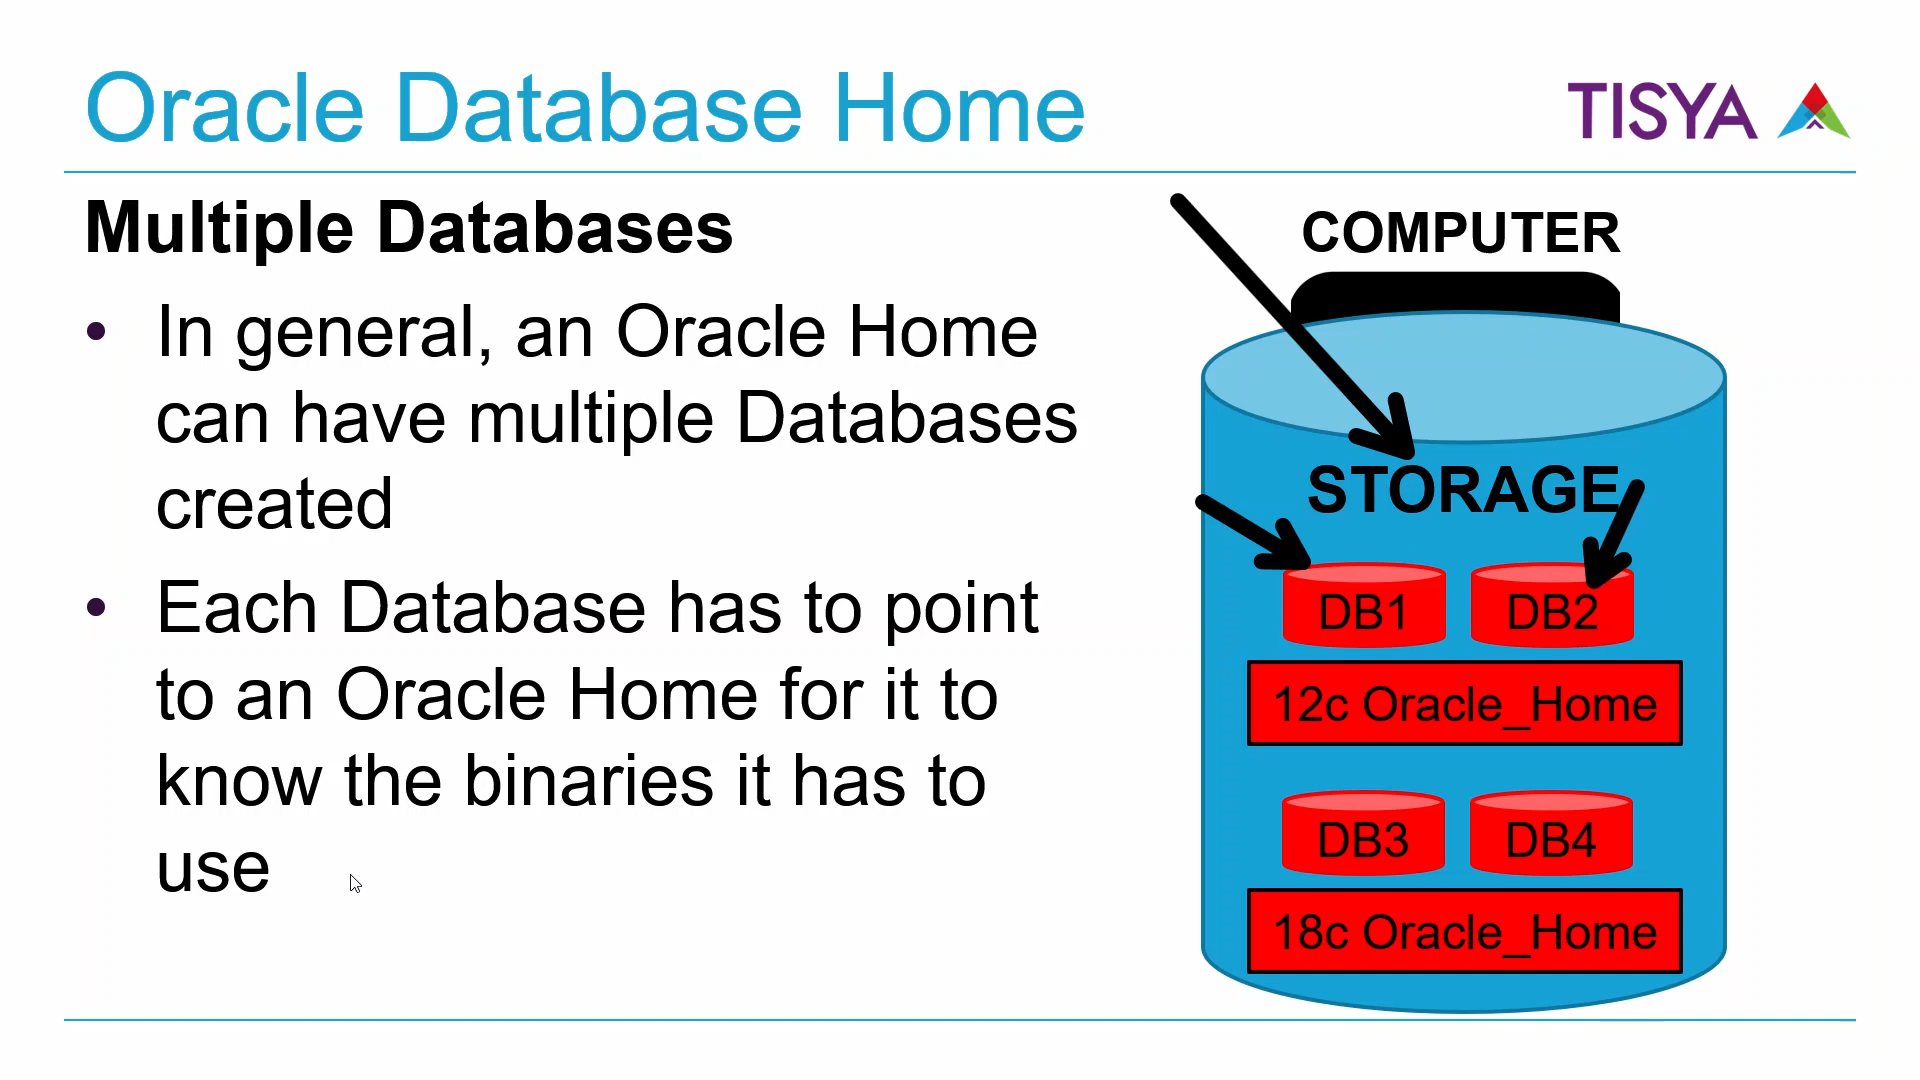 Oracle Database Home
TISYA
Multiple Databases
• In general, an Oracle Home
can have multiple Databases
created
• Each Database has to point
to an Oracle Home for it to
know the binaries it has to
use
COMPUTER
STORAGE
DB1 DB2
12c Oracle_Home
DB3 DB4
18c Oracle_Home